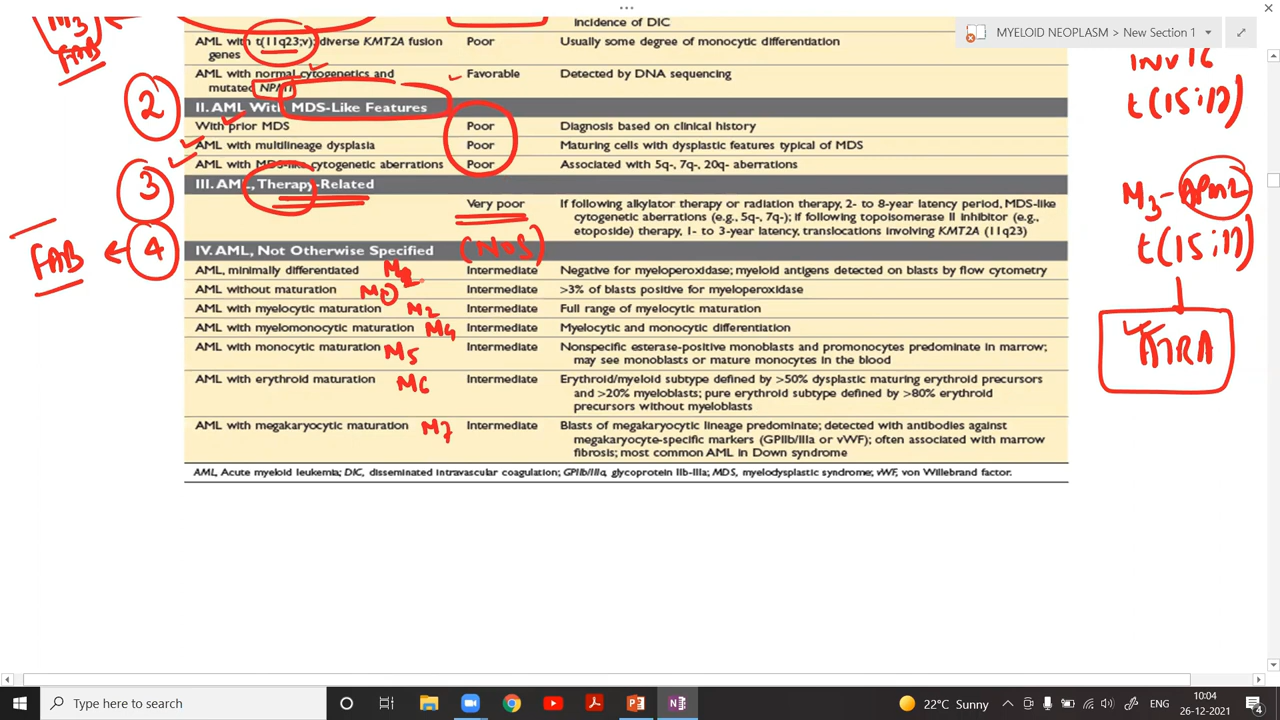 MYELOID NEOPLASM > New Section 1
M3
FAB
Incidence of DIC
AML with t(11q23;v); diverse KMT2A fusion genes Poor Usually some degree of monocytic differentiation
AML with normal cytogenetics and mutated NPM1 Favorable Detected by DNA sequencing
2
II. AML With MDS-Like Features
With prior MDS Poor Diagnosis based on clinical history
AML with multilineage dysplasia Poor Maturing cells with dysplastic features typical of MDS
AML with MDS-like cytogenetic aberrations Poor Associated with 5q-, 7q-, 20q- aberrations
3
III. AML, Therapy-Related
Very poor If following alkylator therapy or radiation therapy, 2- to 8-year latency period, MDS-like
cytogenetic aberrations (e.g., 5q-, 7q-); if following topoisomerase II inhibitor (e.g.,
etoposide) therapy, 1- to 3-year latency, translocations involving KMT2A (11q23)
FAB ← 4
IV. AML, Not Otherwise Specified (NOS)
AML, minimally differentiated Intermediate Negative for myeloperoxidase; myeloid antigens detected on blasts by flow cytometry
AML without maturation Intermediate >3% of blasts positive for myeloperoxidase
AML with myelocytic maturation M2 Intermediate Full range of myelocytic maturation
AML with myelomonocytic maturation M4 Intermediate Myelocytic and monocytic differentiation
AML with monocytic maturation M5 Intermediate Nonspecific esterase-positive monoblasts and promonocytes predominate in marrow;
may see monoblasts or mature monocytes in the blood
AML with erythroid maturation M6 Intermediate Erythroid/myeloid subtype defined by >50% dysplastic maturing erythroid precursors
and >20% myeloblasts; pure erythroid subtype defined by >80% erythroid
precursors without myeloblasts
AML with megakaryocytic maturation M7 Intermediate Blasts of megakaryocytic lineage predominate; detected with antibodies against
megakaryocyte-specific markers (GPIIb/IIIa or vWF); often associated with marrow
fibrosis; most common AML in Down syndrome
AML, Acute myeloid leukemia; DIC, disseminated intravascular coagulation; GPIIb/IIIa, glycoprotein IIb-IIIa; MDS, myelodysplastic syndrome; vWF, von Willebrand factor.
inv 16
t(15;17)
M3 -
t(15;17)
ATRA
Type here to search
22°C Sunny
ENG
10:04
26-12-2021
4